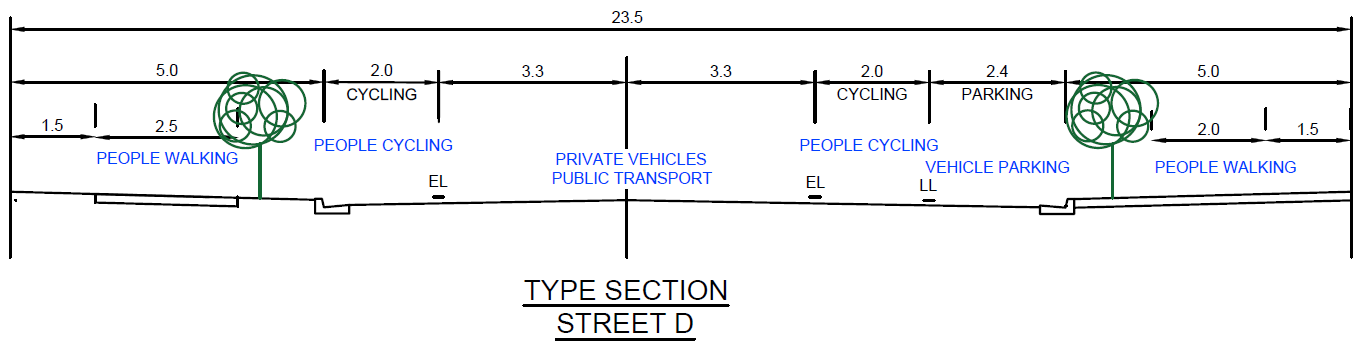 23.5
5.0 2.0 3.3 3.3 2.0 2.4 5.0
CYCLING CYCLING PARKING
1.5 2.5 2.0 1.5
PEOPLE WALKING PEOPLE CYCLING PRIVATE VEHICLES PEOPLE CYCLING VEHICLE PARKING PEOPLE WALKING
PUBLIC TRANSPORT
EL EL LL
TYPE SECTION
STREET D